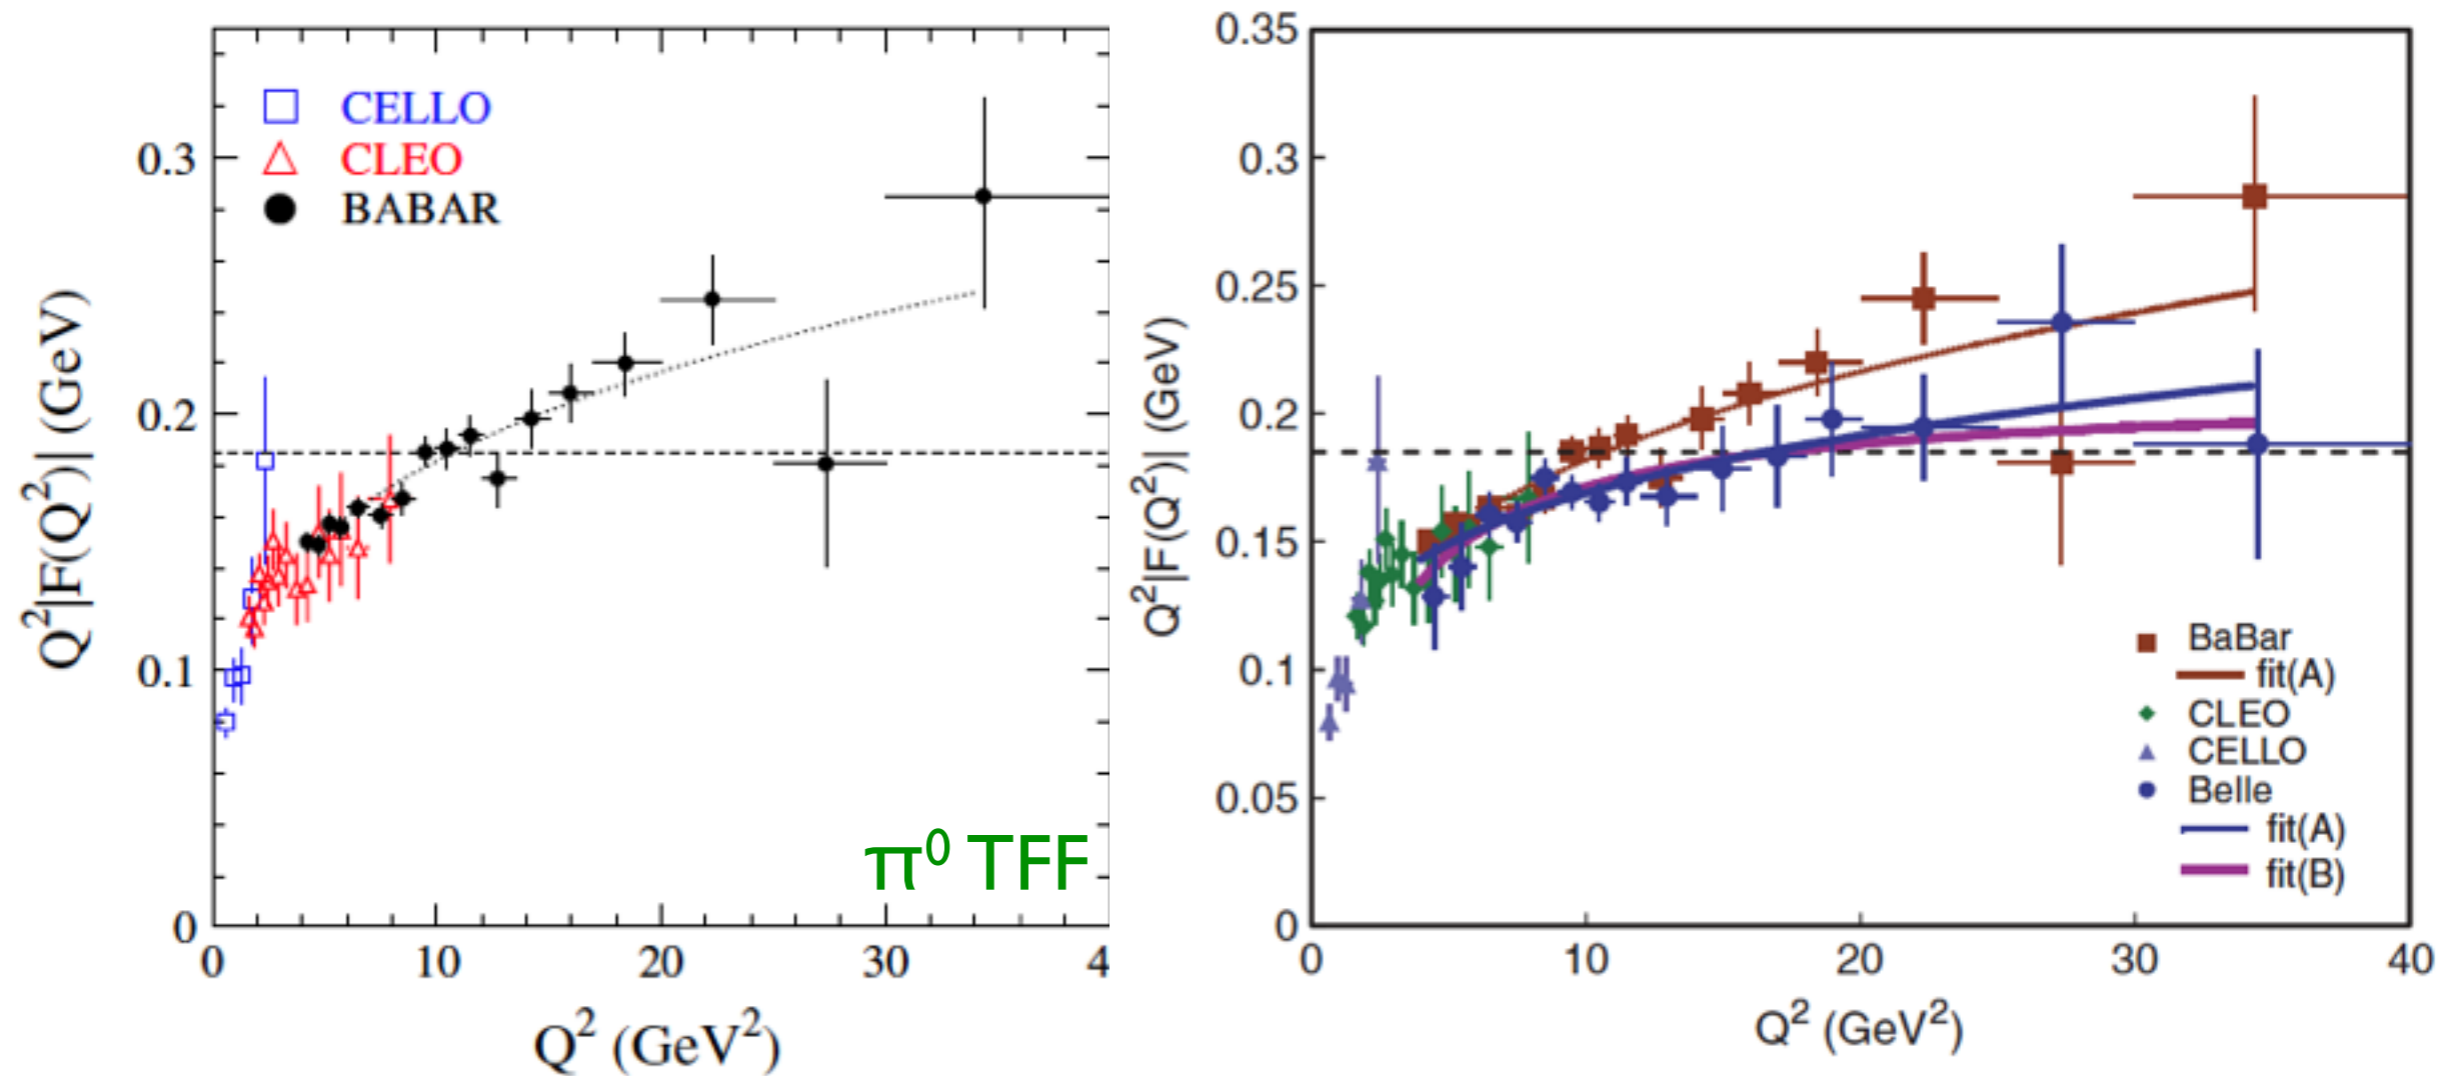 CELLO
CLEO
BABAR
0.3
0.2
0.1
0
Q²|F(Q²)| (GeV)
π⁰ TFF
0 10 20 30 4
Q² (GeV²)
0.35
0.3
0.25
0.2
0.15
0.1
0.05
0
Q²|F(Q²)| (GeV)
BaBar
fit(A)
CLEO
CELLO
Belle
fit(A)
fit(B)
0 10 20 30 40
Q² (GeV²)